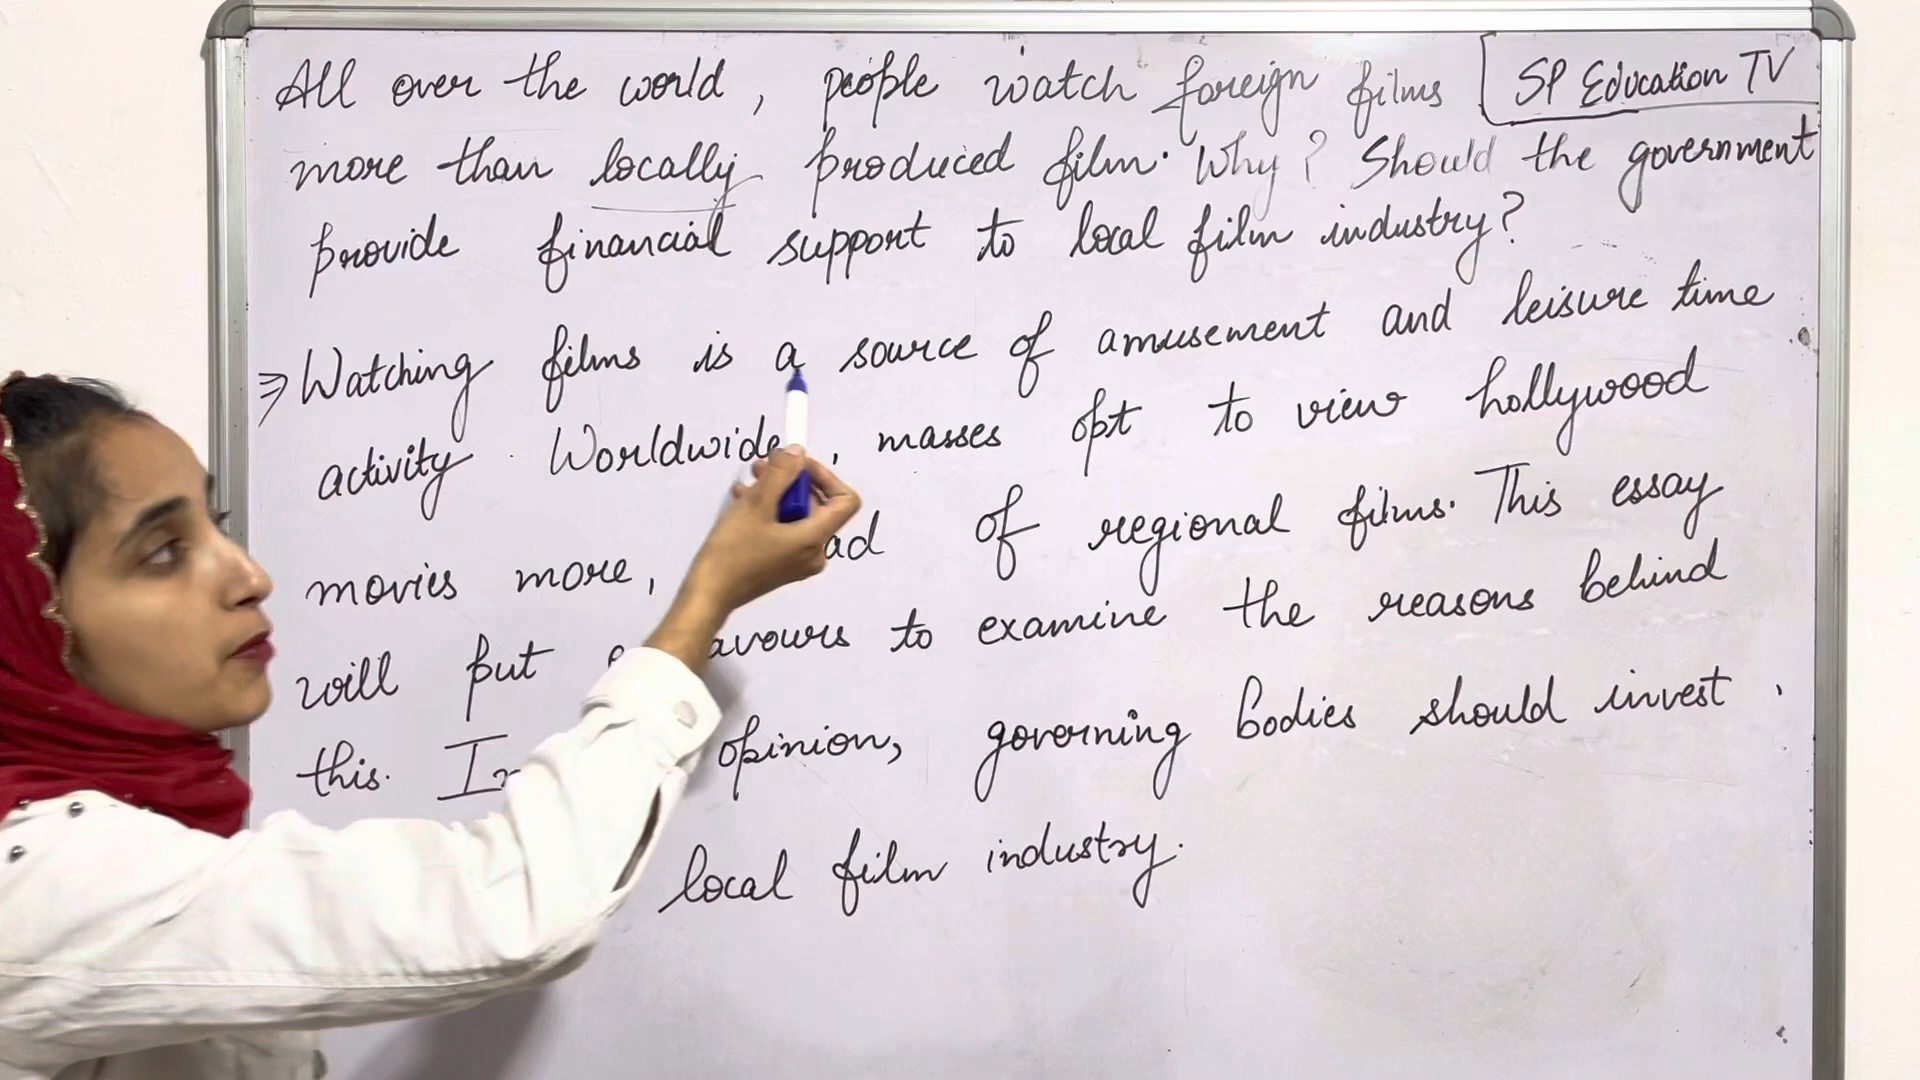 All over the world, people watch foreign films
SP Education TV
more than locally produced film. Why? Should the government
provide financial support to local film industry?
⇒ Watching films is a source of amusement and leisure time
activity. Worldwide, masses opt to view hollywood
movies more, of regional films. This essay
will put to examine the reasons behind
this. opinion, governing bodies should invest
local film industry.